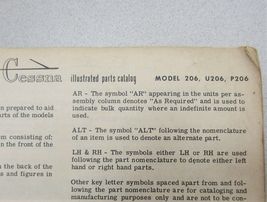 Cessna illustrated parts catalog MODEL 206, U206, P206
AR - The symbol "AR" appearing in the units per as-
sembly column denotes "As Required" and is used to
indicate bulk quantity where an indefinite amount is
used.
n prepared to aid
arts of the models
ALT - The symbol "ALT" following the nomenclature
of an item is used to denote an alternate part.
rm consisting of:
n the front of the
LH & RH - The symbols either LH or RH are used
following the part nomenclature to denote either left
hand or right hand parts.
n the back of the
s and figures in
Other key letter symbols spaced apart from and fol-
lowing the part nomenclature are for cataloging and
manufacturing purposes only and are not to be con-